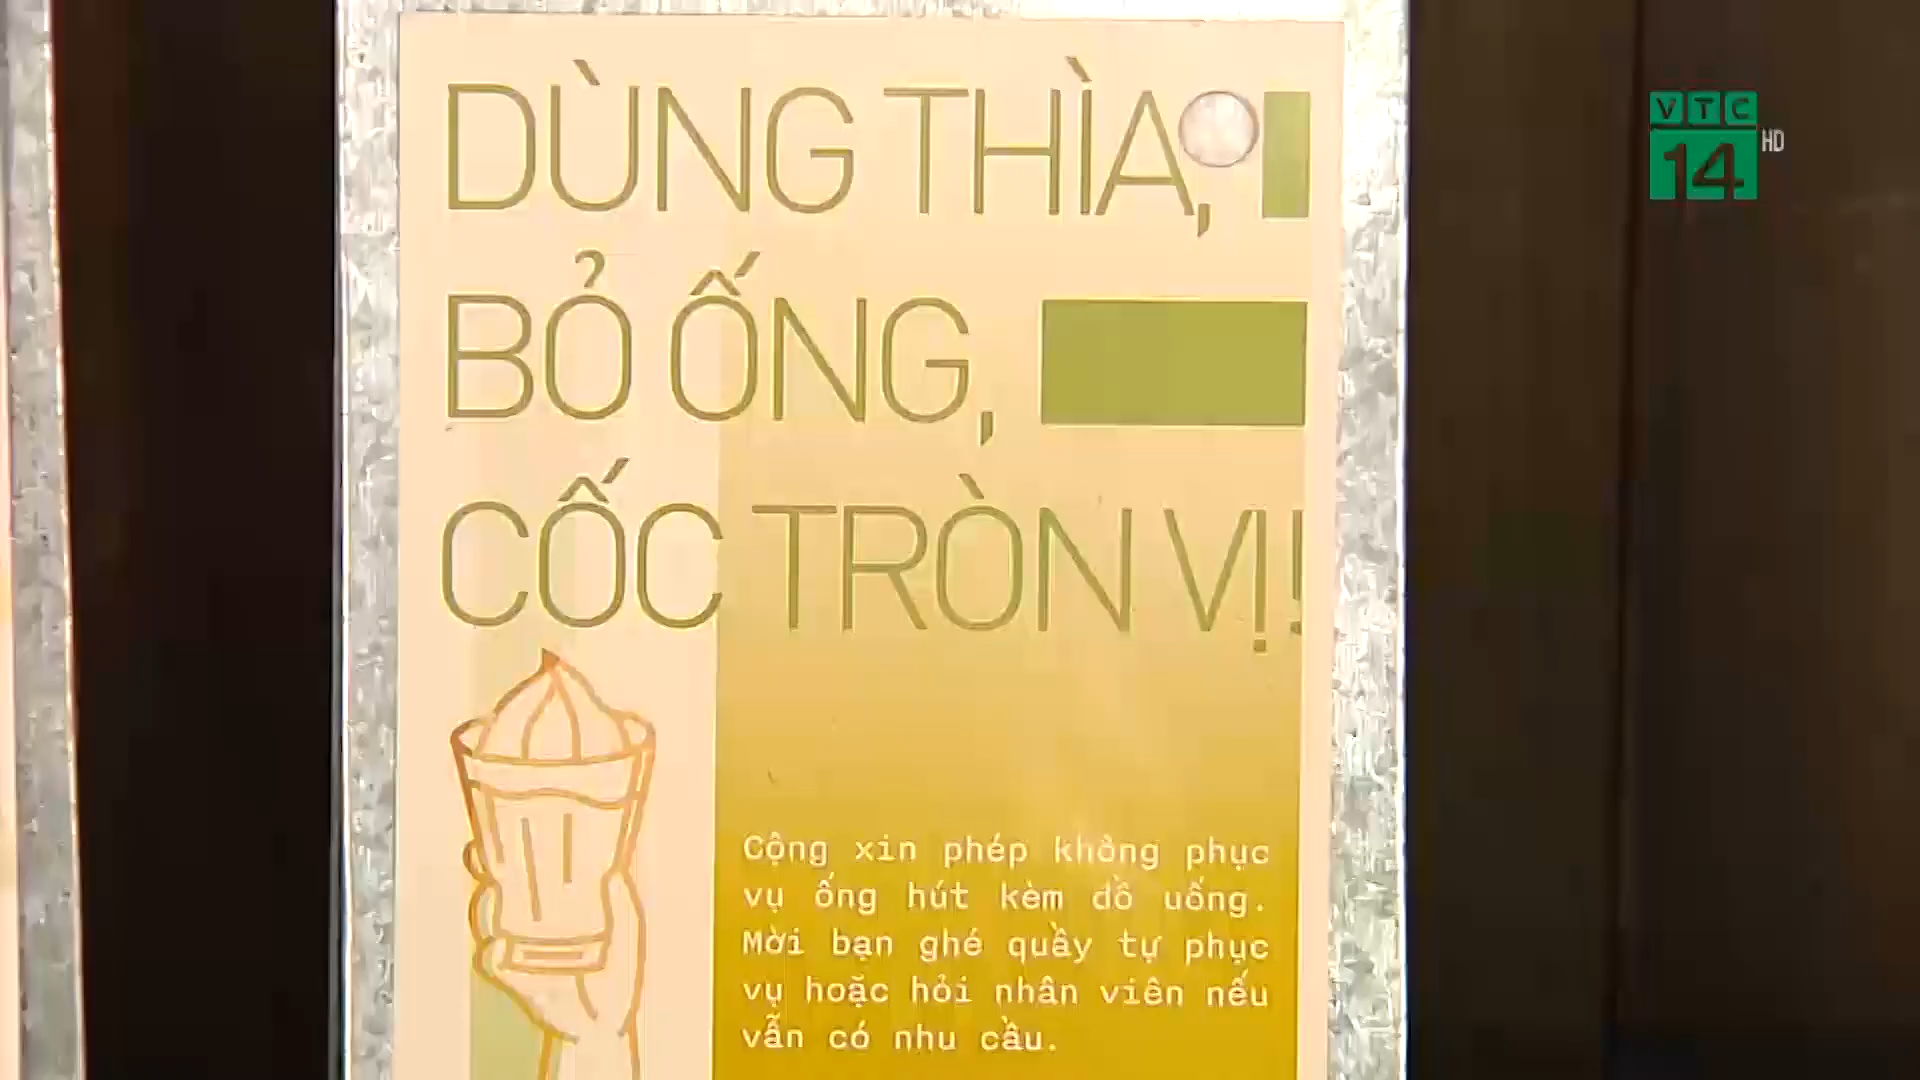 DÙNG THÌA,
BỎ ỐNG,
CỐC TRÒN VỊ!
Cộng xin phép không phục
vụ ống hút kèm đồ uống.
Mời bạn ghé quầy tự phục
vụ hoặc hỏi nhân viên nếu
vẫn có nhu cầu.
VTC
14 HD